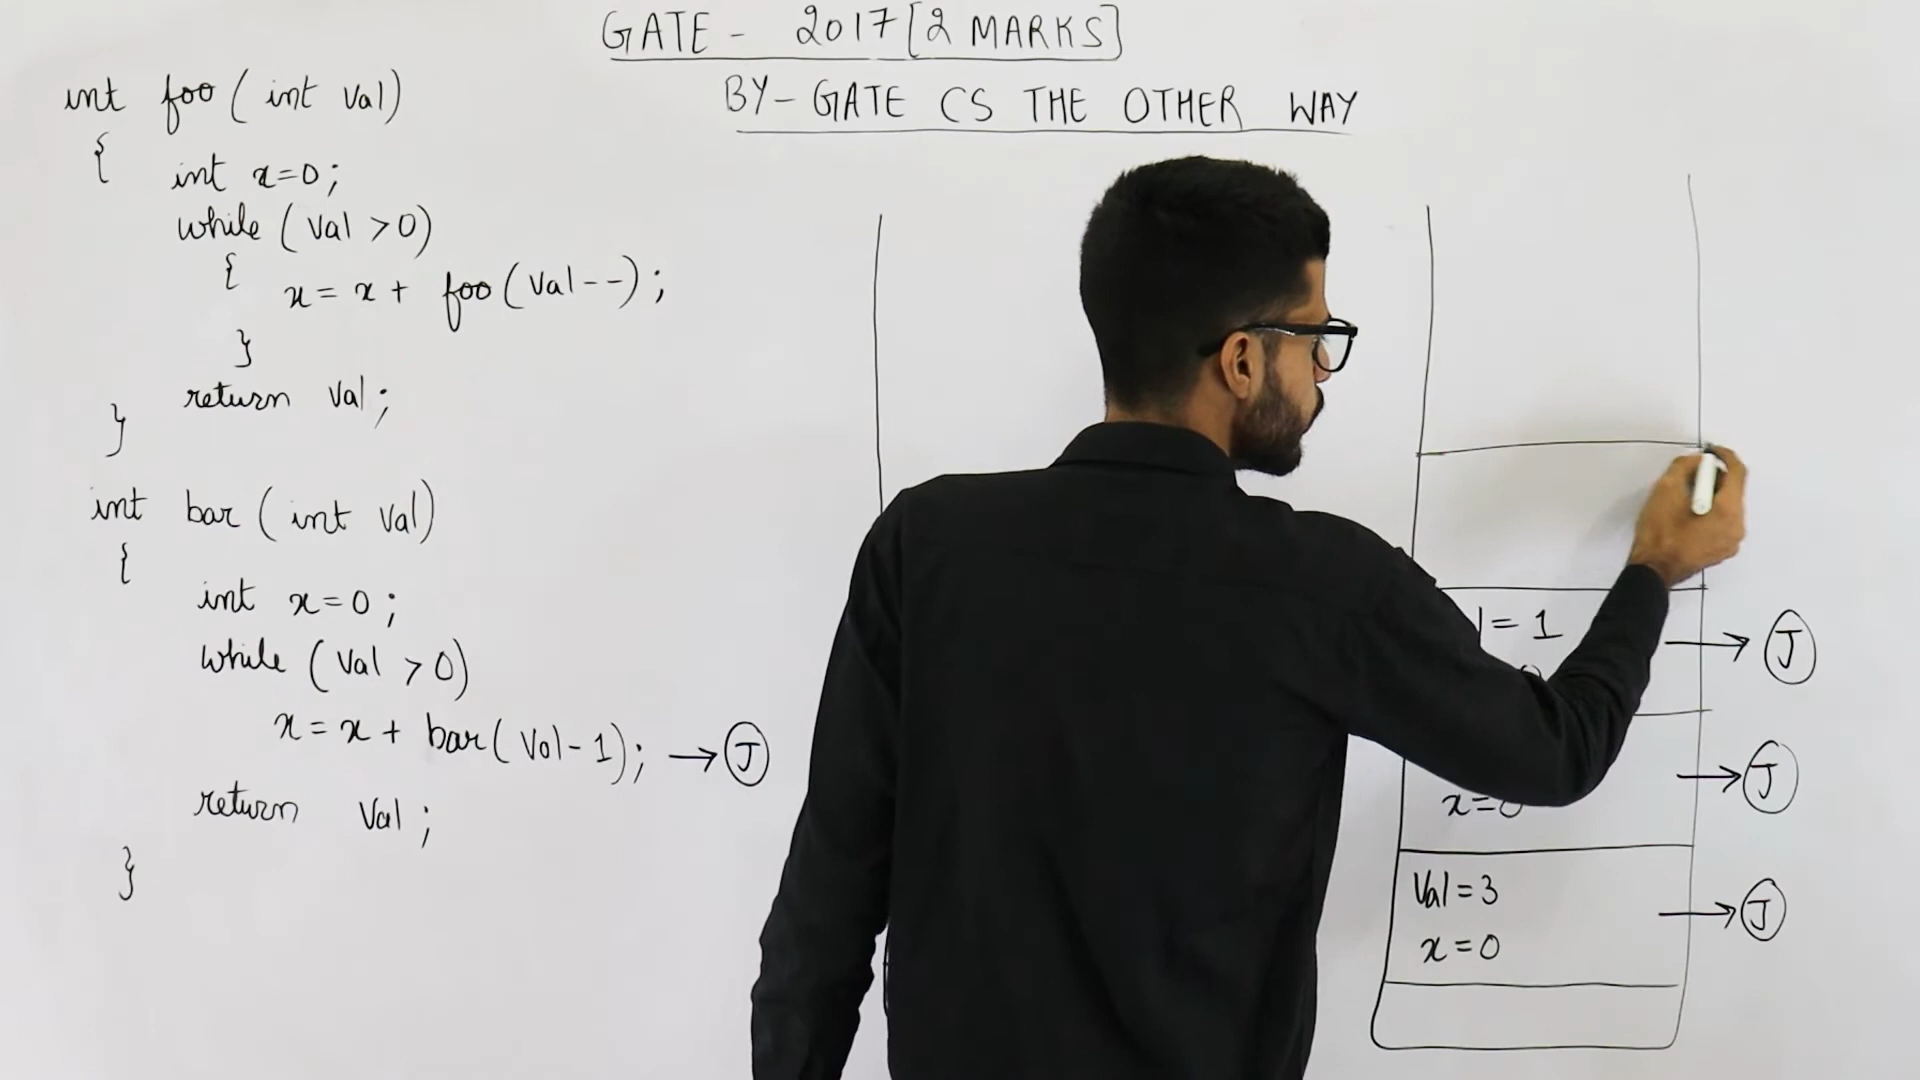 GATE - 2017 [2 MARKS]
BY - GATE CS THE OTHER WAY
int foo (int val)
{
int x=0;
while (val >0)
{
x= x + foo (val--);
}
return val;
}
int bar (int val)
{
int x=0;
while (val >0)
x= x + bar(val-1); → J
return val;
}
= 1 → J
→ J
x=0
Val = 3 → J
x = 0